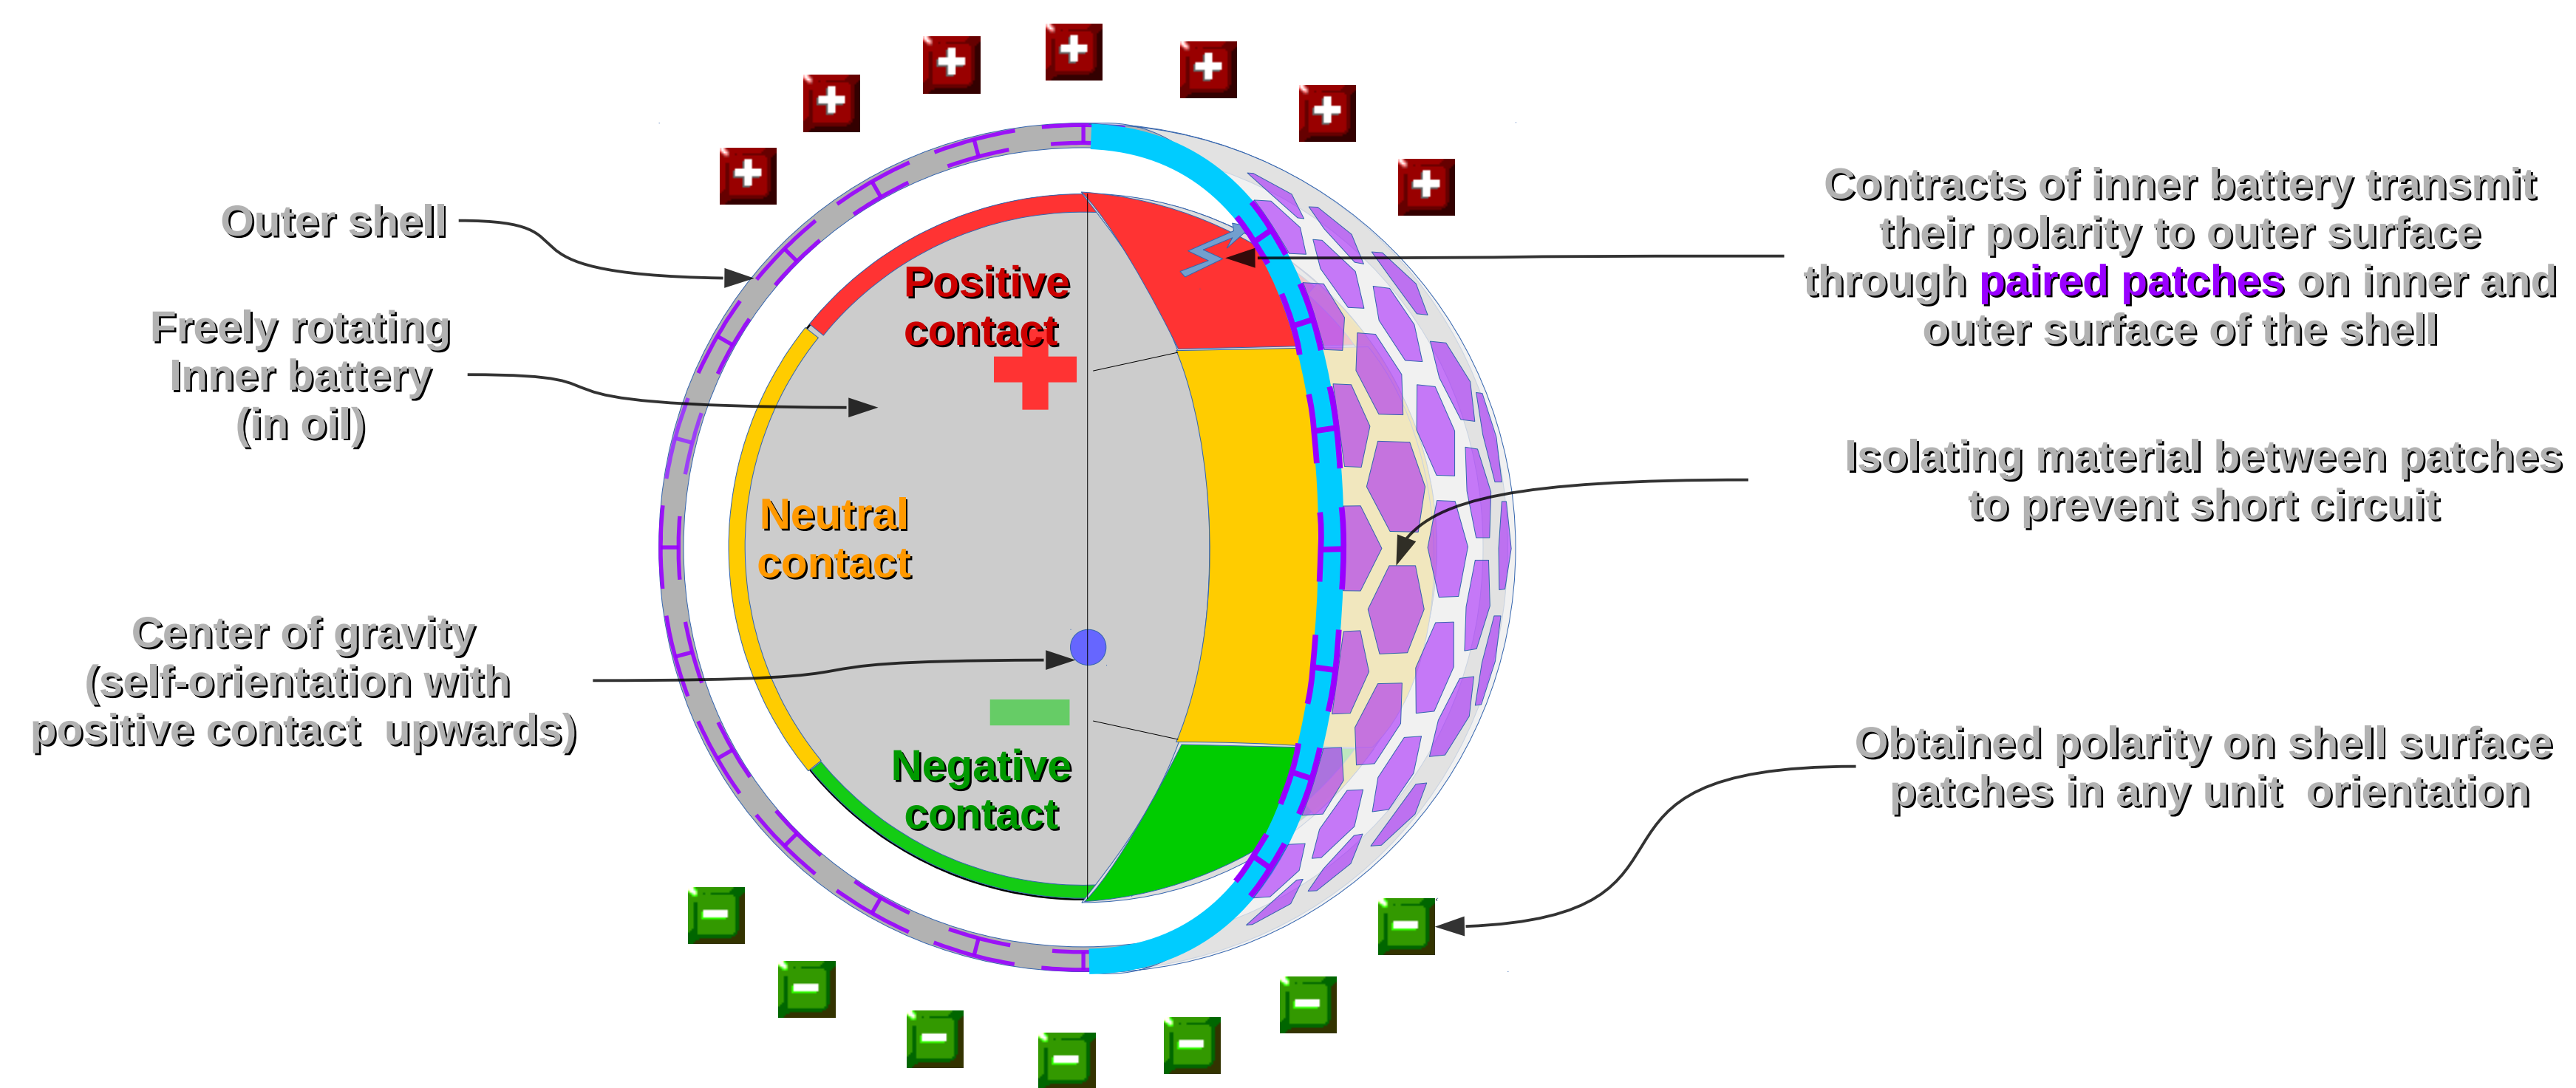 Outer shell
Freely rotating
Inner battery
(in oil)
Center of gravity
(self-orientation with
positive contact  upwards)
Positive
contact
Neutral
contact
Negative
contact
Contracts of inner battery transmit
their polarity to outer surface
through paired patches on inner and
outer surface of the shell
Isolating material between patches
to prevent short circuit
Obtained polarity on shell surface
patches in any unit  orientation